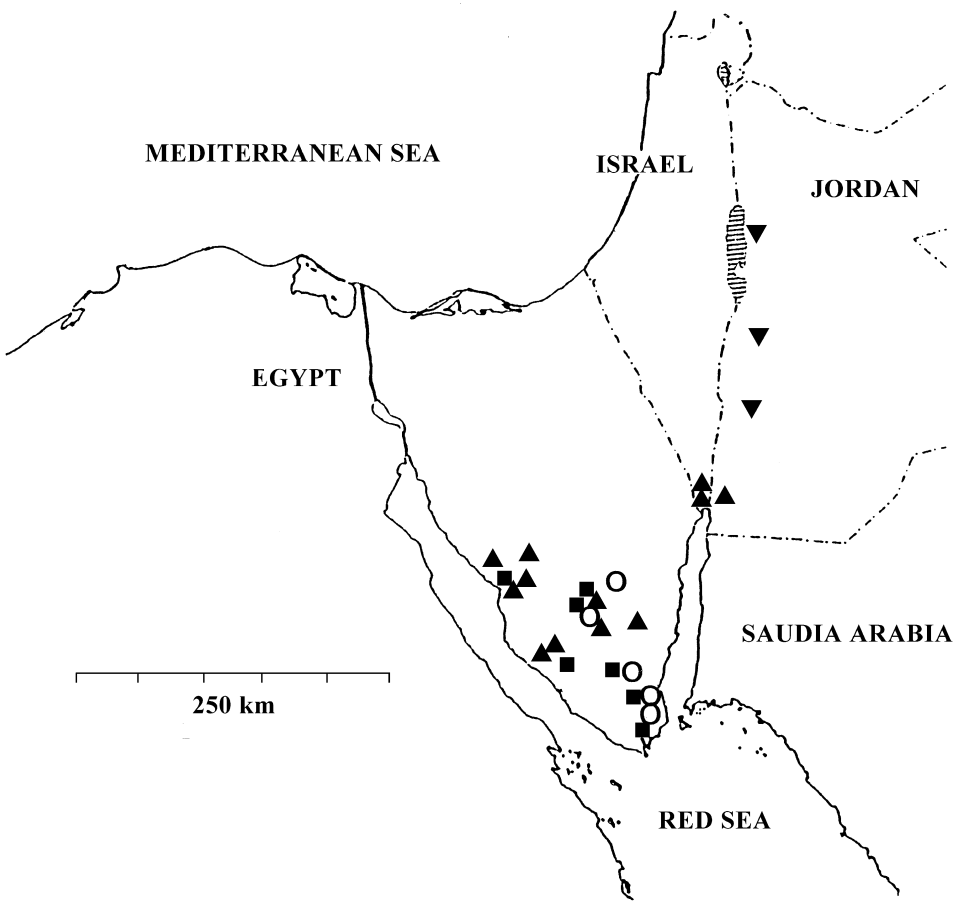 MEDITERRANEAN SEA
ISRAEL
JORDAN
EGYPT
SAUDIA ARABIA
250 km
RED SEA